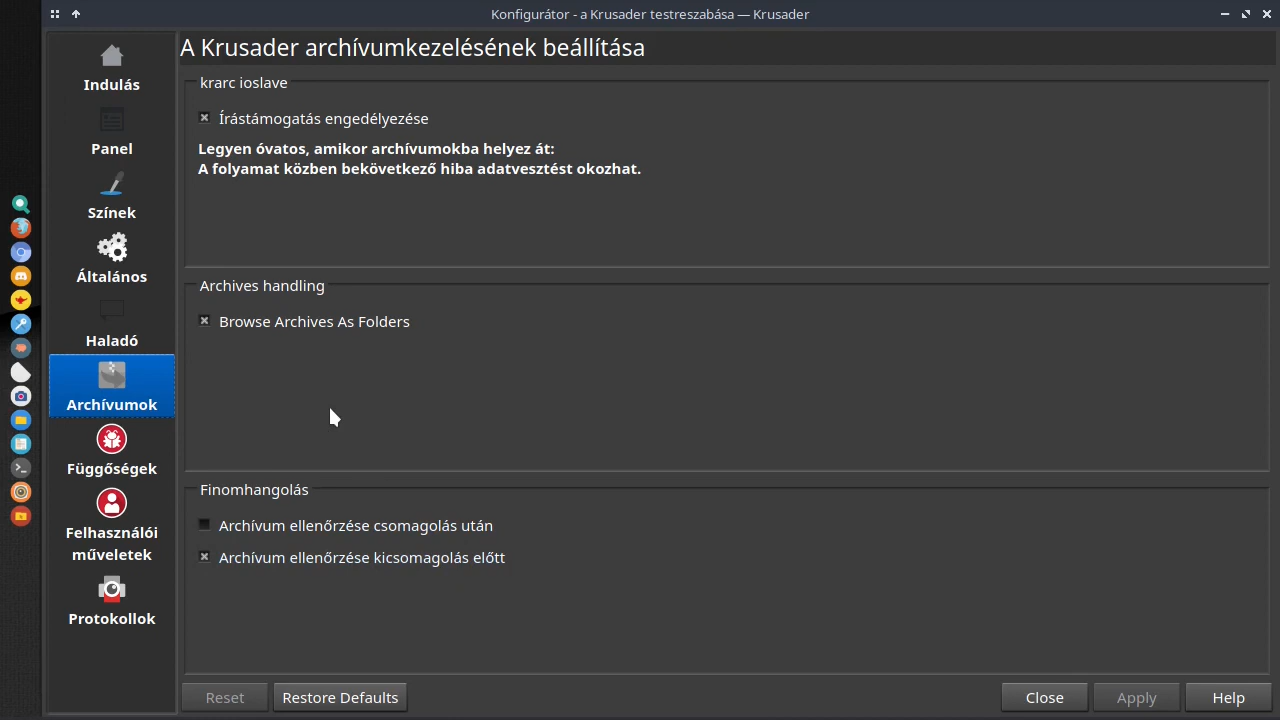 Konfigurátor - a Krusader testreszabása — Krusader
Indulás
Panel
Színek
Általános
Haladó
Archívumok
Függőségek
Felhasználói
műveletek
Protokollok
A Krusader archívumkezelésének beállítása
krarc ioslave
Írástámogatás engedélyezése
Legyen óvatos, amikor archívumokba helyez át:
A folyamat közben bekövetkező hiba adatvesztést okozhat.
Archives handling
Browse Archives As Folders
Finomhangolás
Archívum ellenőrzése csomagolás után
Archívum ellenőrzése kicsomagolás előtt
Reset
Restore Defaults
Close
Apply
Help